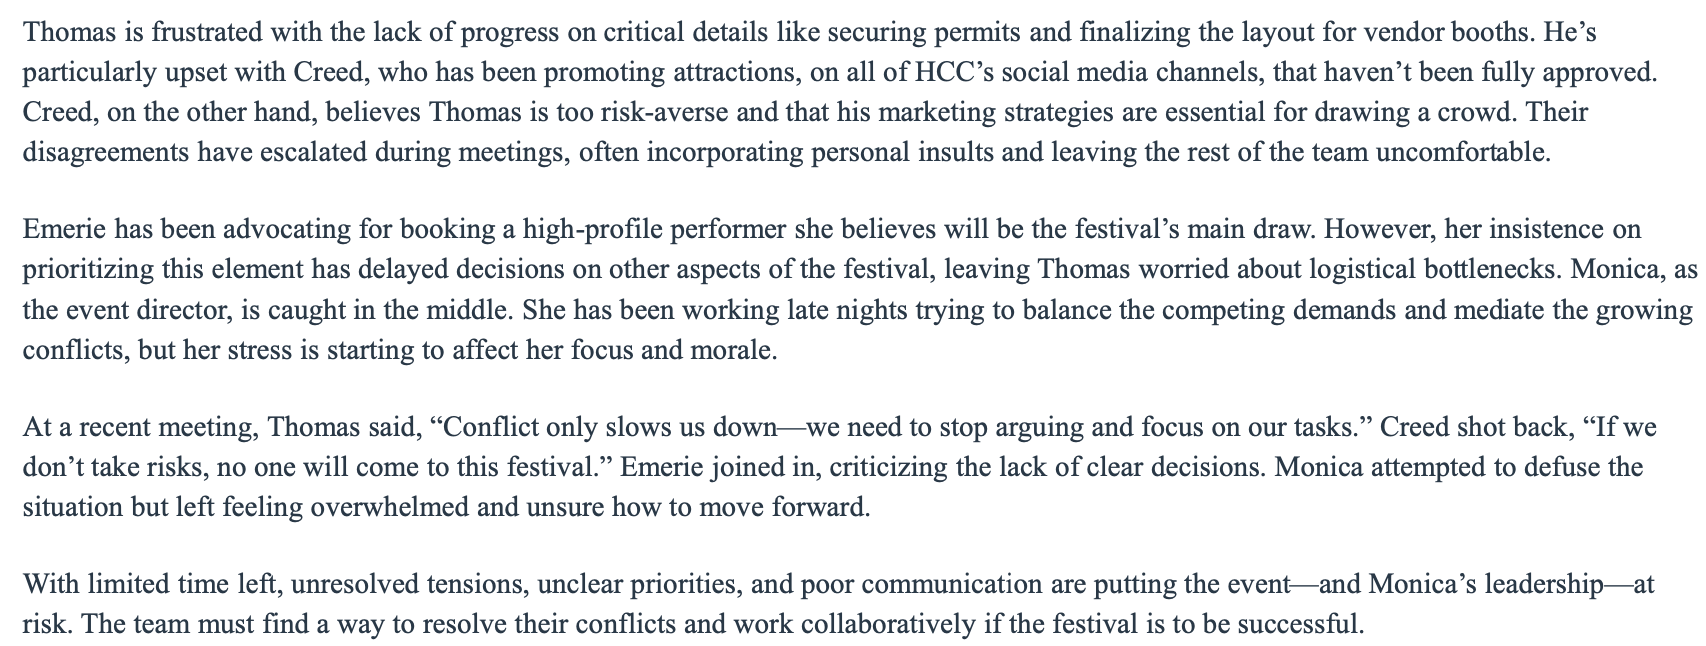 Thomas is frustrated with the lack of progress on critical details like securing permits and finalizing the layout for vendor booths. He’s
particularly upset with Creed, who has been promoting attractions, on all of HCC’s social media channels, that haven’t been fully approved.
Creed, on the other hand, believes Thomas is too risk-averse and that his marketing strategies are essential for drawing a crowd. Their
disagreements have escalated during meetings, often incorporating personal insults and leaving the rest of the team uncomfortable.
Emerie has been advocating for booking a high-profile performer she believes will be the festival’s main draw. However, her insistence on
prioritizing this element has delayed decisions on other aspects of the festival, leaving Thomas worried about logistical bottlenecks. Monica, as
the event director, is caught in the middle. She has been working late nights trying to balance the competing demands and mediate the growing
conflicts, but her stress is starting to affect her focus and morale.
At a recent meeting, Thomas said, “Conflict only slows us down—we need to stop arguing and focus on our tasks.” Creed shot back, “If we
don’t take risks, no one will come to this festival.” Emerie joined in, criticizing the lack of clear decisions. Monica attempted to defuse the
situation but left feeling overwhelmed and unsure how to move forward.
With limited time left, unresolved tensions, unclear priorities, and poor communication are putting the event—and Monica’s leadership—at
risk. The team must find a way to resolve their conflicts and work collaboratively if the festival is to be successful.